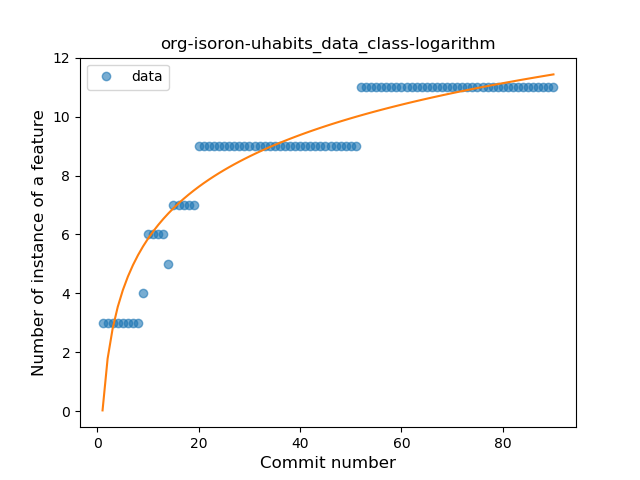 org-isoron-uhabits_data_class-logarithm
data
Number of instance of a feature
12
10
8
6
4
2
0
0 20 40 60 80
Commit number